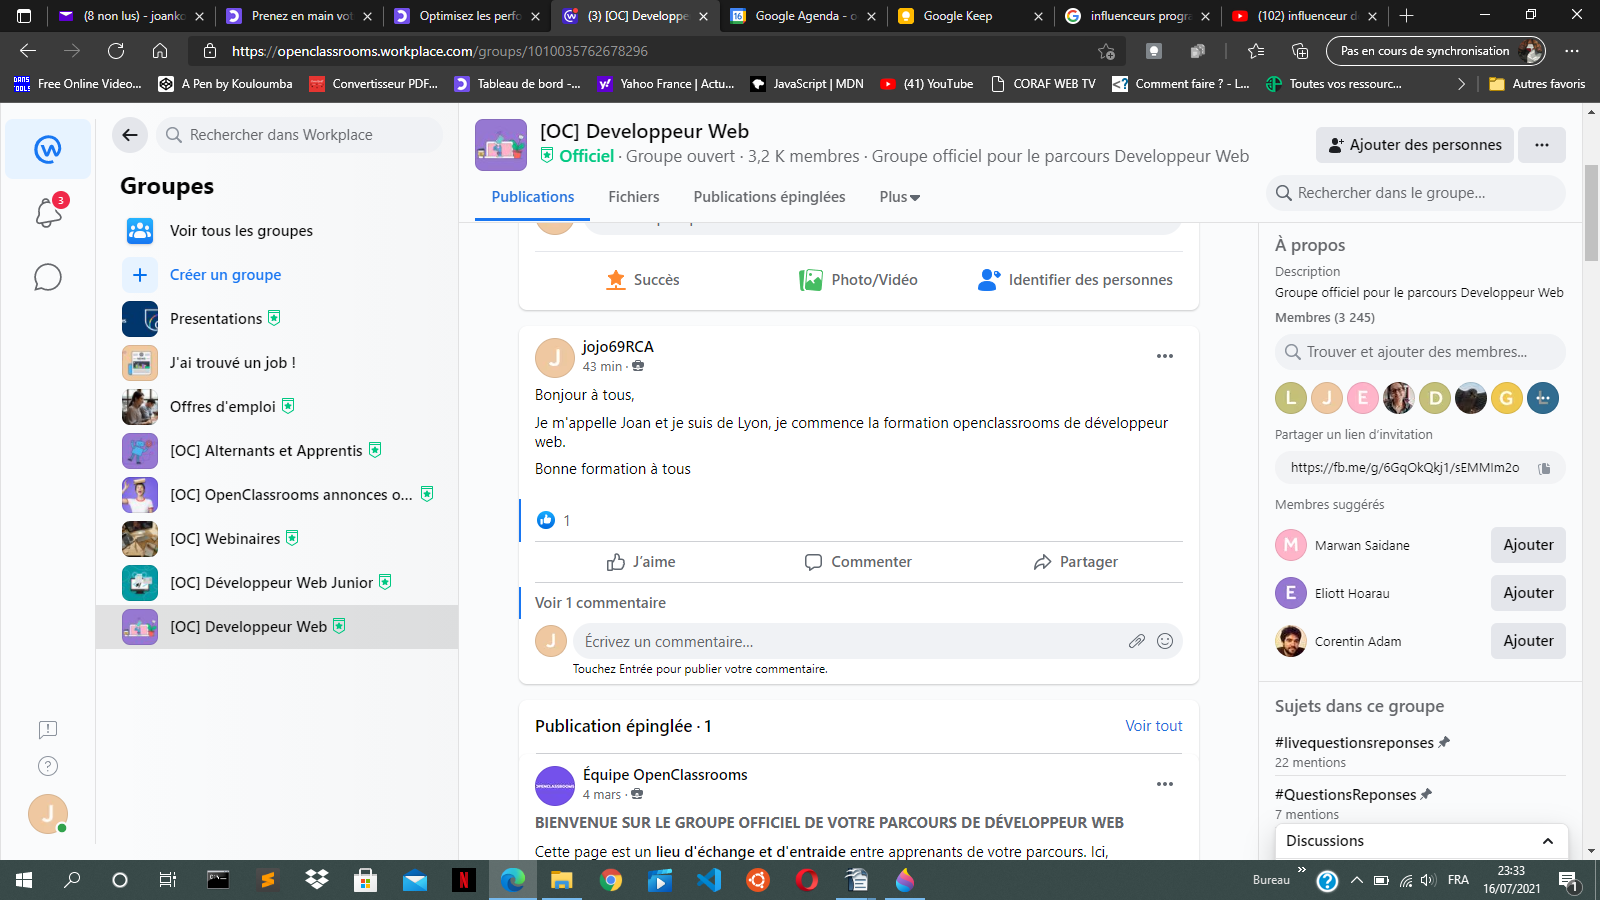 (8 non lus) - joank
Prenez en main vot
Optimisez les perfo
(3) [OC] Developpe
Google Agenda - o
Google Keep
influenceurs progra
(102) influenceur d
https://openclassrooms.workplace.com/groups/1010035762678296
Pas en cours de synchronisation
Free Online Video...
A Pen by Kouloumba
Convertisseur PDF...
Tableau de bord -...
Yahoo France | Actu...
JavaScript | MDN
(41) YouTube
CORAF WEB TV
Comment faire ? - L...
Toutes vos ressourc...
Autres favoris
Rechercher dans Workplace
Groupes
3
Voir tous les groupes
Créer un groupe
Presentations
J'ai trouvé un job !
Offres d'emploi
[OC] Alternants et Apprentis
[OC] OpenClassrooms annonces o...
[OC] Webinaires
[OC] Développeur Web Junior
[OC] Developpeur Web
J
[OC] Developpeur Web
Officiel · Groupe ouvert · 3,2 K membres · Groupe officiel pour le parcours Developpeur Web
Ajouter des personnes
Publications
Fichiers
Publications épinglées
Plus
Rechercher dans le groupe...
Succès
Photo/Vidéo
Identifier des personnes
J
jojo69RCA
43 min ·
Bonjour à tous,
Je m'appelle Joan et je suis de Lyon, je commence la formation openclassrooms de développeur
web.
Bonne formation à tous
1
J'aime
Commenter
Partager
Voir 1 commentaire
J
Écrivez un commentaire...
Touchez Entrée pour publier votre commentaire.
Publication épinglée · 1
Voir tout
OPENCLASSROOMS
Équipe OpenClassrooms
4 mars ·
BIENVENUE SUR LE GROUPE OFFICIEL DE VOTRE PARCOURS DE DÉVELOPPEUR WEB
Cette page est un lieu d'échange et d'entraide entre apprenants de votre parcours. Ici,
À propos
Description
Groupe officiel pour le parcours Developpeur Web
Membres (3 245)
Trouver et ajouter des membres...
L
J
E
D
G
Partager un lien d'invitation
https://fb.me/g/6GqOkQkj1/sEMMIm2o
Membres suggérés
M
Marwan Saidane
Ajouter
E
Eliott Hoarau
Ajouter
Corentin Adam
Ajouter
Sujets dans ce groupe
#livequestionsreponses
22 mentions
#QuestionsReponses
7 mentions
Discussions
Bureau
FRA
23:33
16/07/2021
1